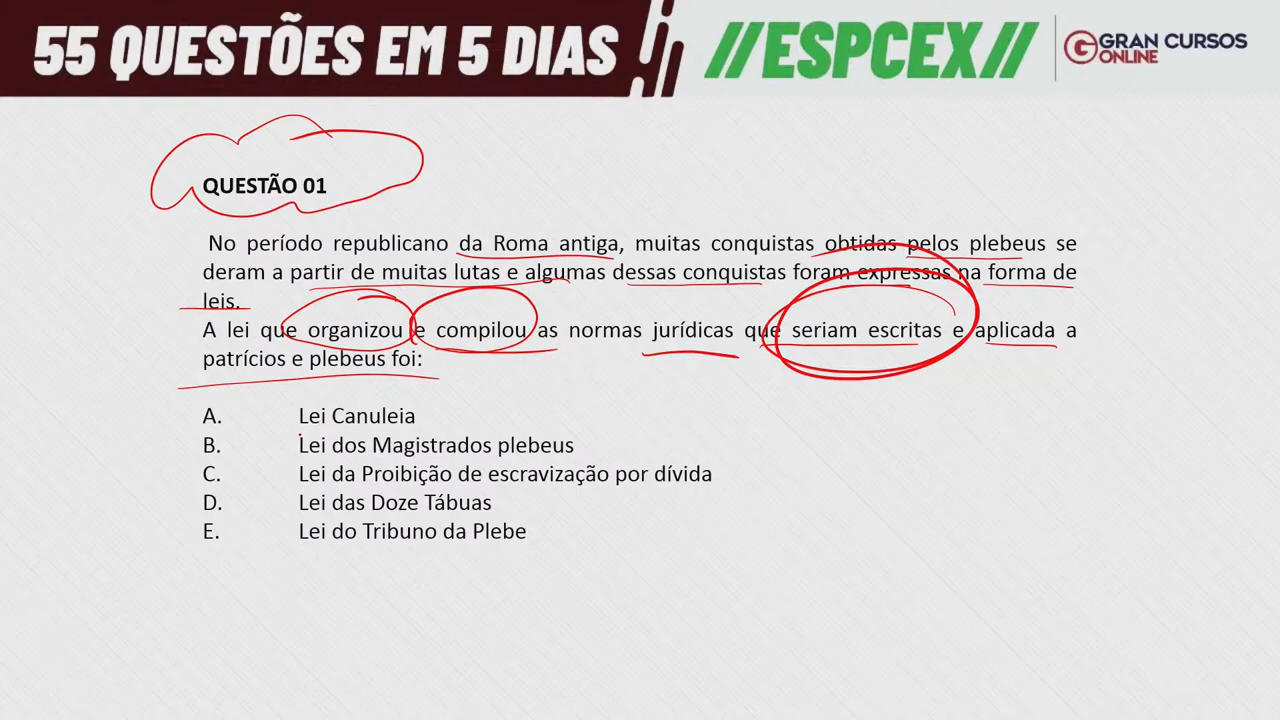 55 QUESTÕES EM 5 DIAS
//ESPCEX//
GRAN CURSOS
ONLINE
QUESTÃO 01
No período republicano da Roma antiga, muitas conquistas obtidas pelos plebeus se
deram a partir de muitas lutas e algumas dessas conquistas foram expressas na forma de
leis.
A lei que organizou e compilou as normas jurídicas que seriam escritas e aplicada a
patrícios e plebeus foi:
A. Lei Canuleia
B. Lei dos Magistrados plebeus
C. Lei da Proibição de escravização por dívida
D. Lei das Doze Tábuas
E. Lei do Tribuno da Plebe